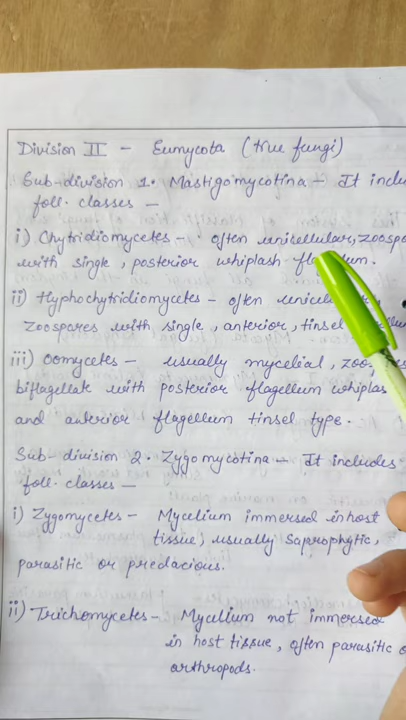 Division II - Eumycota (true fungi)
Sub-division 1. Mastigomycotina - It inclu
foll. classes -
i) Chytridiomycetes - often unicellular, zoospo
with single, posterior whiplash flagellum.
ii) Hyphochytridiomycetes - often
zoospores with single, anterior, tinsel
iii) Oomycetes - usually mycelial,
biflagellate with posterior flagellum whiplas
and anterior flagellum tinsel type.
Sub-division 2. Zygomycotina - It includes
foll. classes -
i) Zygomycetes - Mycelium immersed in host
tissue, usually Saprophytic,
parasitic or predacious.
ii) Trichomycetes - Mycelium not immersed
in host tissue, often parasitic o
arthropods.